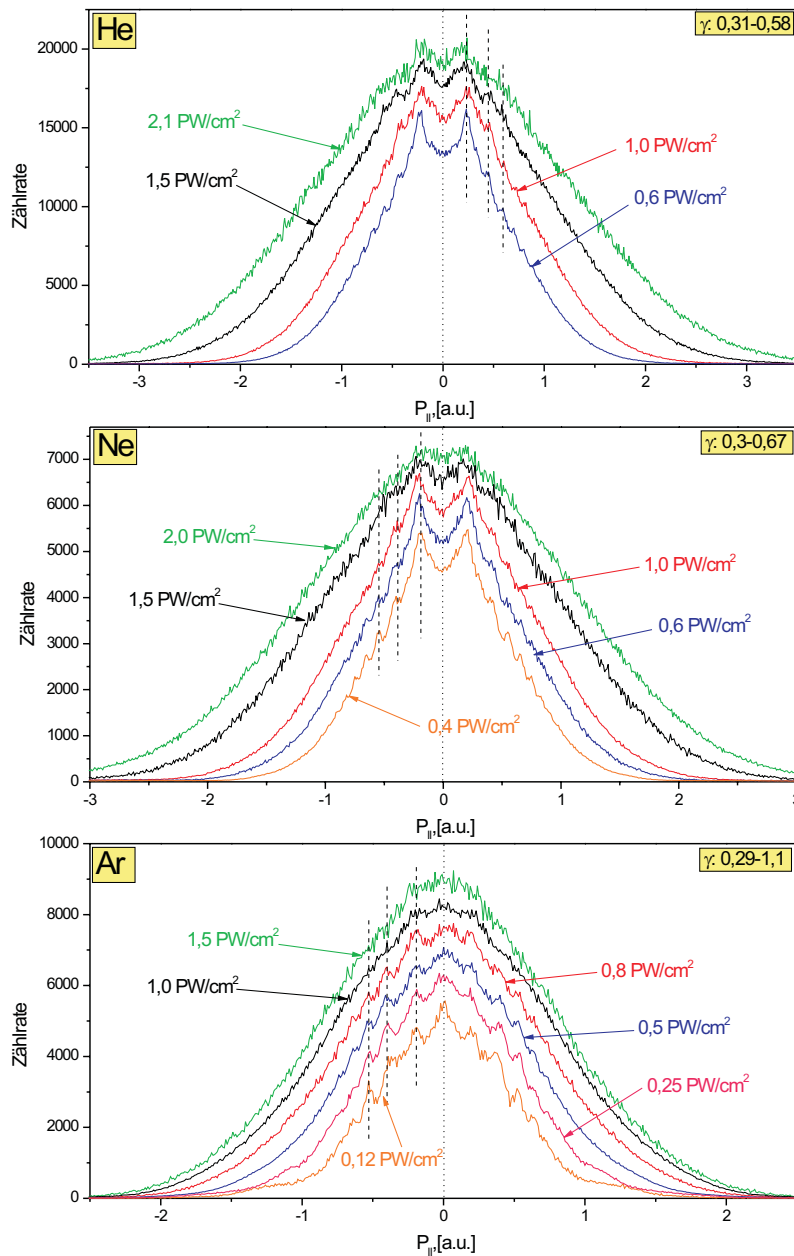 He
γ: 0,31-0,58
20000
15000
10000
5000
0
Zählrate
2,1 PW/cm²
1,5 PW/cm²
1,0 PW/cm²
0,6 PW/cm²
-3 -2 -1 0 1 2 3
P||,[a.u.]
Ne
γ: 0,3-0,67
7000
6000
5000
4000
3000
2000
1000
0
Zählrate
2,0 PW/cm²
1,5 PW/cm²
1,0 PW/cm²
0,6 PW/cm²
0,4 PW/cm²
-3 -2 -1 0 1 2 3
P||,[a.u.]
Ar
γ: 0,29-1,1
10000
8000
6000
4000
2000
0
Zählrate
1,5 PW/cm²
1,0 PW/cm²
0,8 PW/cm²
0,5 PW/cm²
0,25 PW/cm²
0,12 PW/cm²
-2 -1 0 1 2
P||,[a.u.]